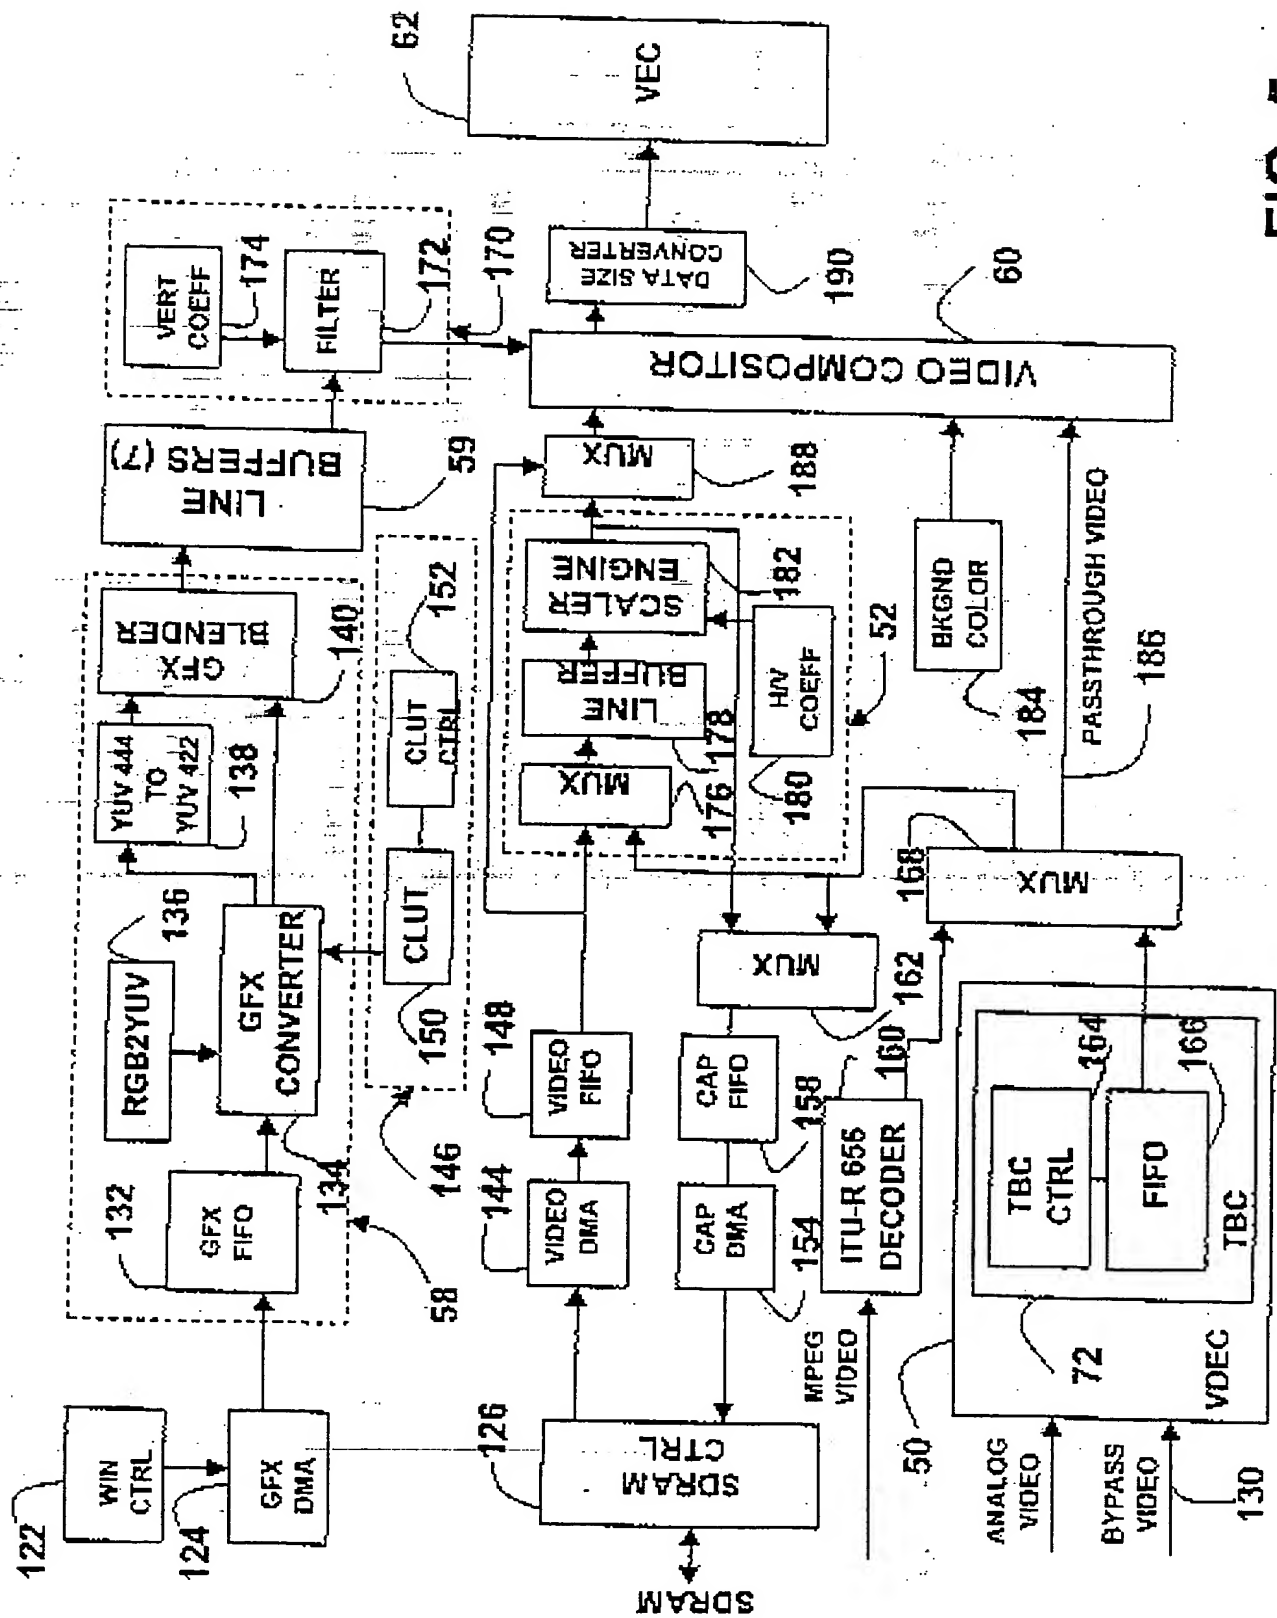 122
WIN
CTRL
124
GFX
DMA
132
GFX
FIFO
RGB2YUV
136
GFX
CONVERTER
134
YUV 444
TO
YUV 422
138
GFX
BLENDER
140
58
LINE
BUFFERS (7)
59
VERT
COEFF
174
FILTER
172
170
CLUT
150
CLUT
CTRL
152
146
SDRAM
SDRAM
CTRL
126
144
VIDEO
DMA
148
VIDEO
FIFO
MUX
176
LINE
BUFFER
178
SCALER
ENGINE
182
H/V
COEFF
180
52
MUX
188
VIDEO COMPOSITOR
60
DATA SIZE
CONVERTER
190
VEC
62
CAP
DMA
154
CAP
FIFO
158
MUX
162
MPEG
VIDEO
ITU-R 656
DECODER
160
BKGND
COLOR
184
168
MUX
PASSTHROUGH VIDEO
186
50
ANALOG
VIDEO
BYPASS
VIDEO
130
VDEC
72
TBC
CTRL
164
FIFO
166
TBC